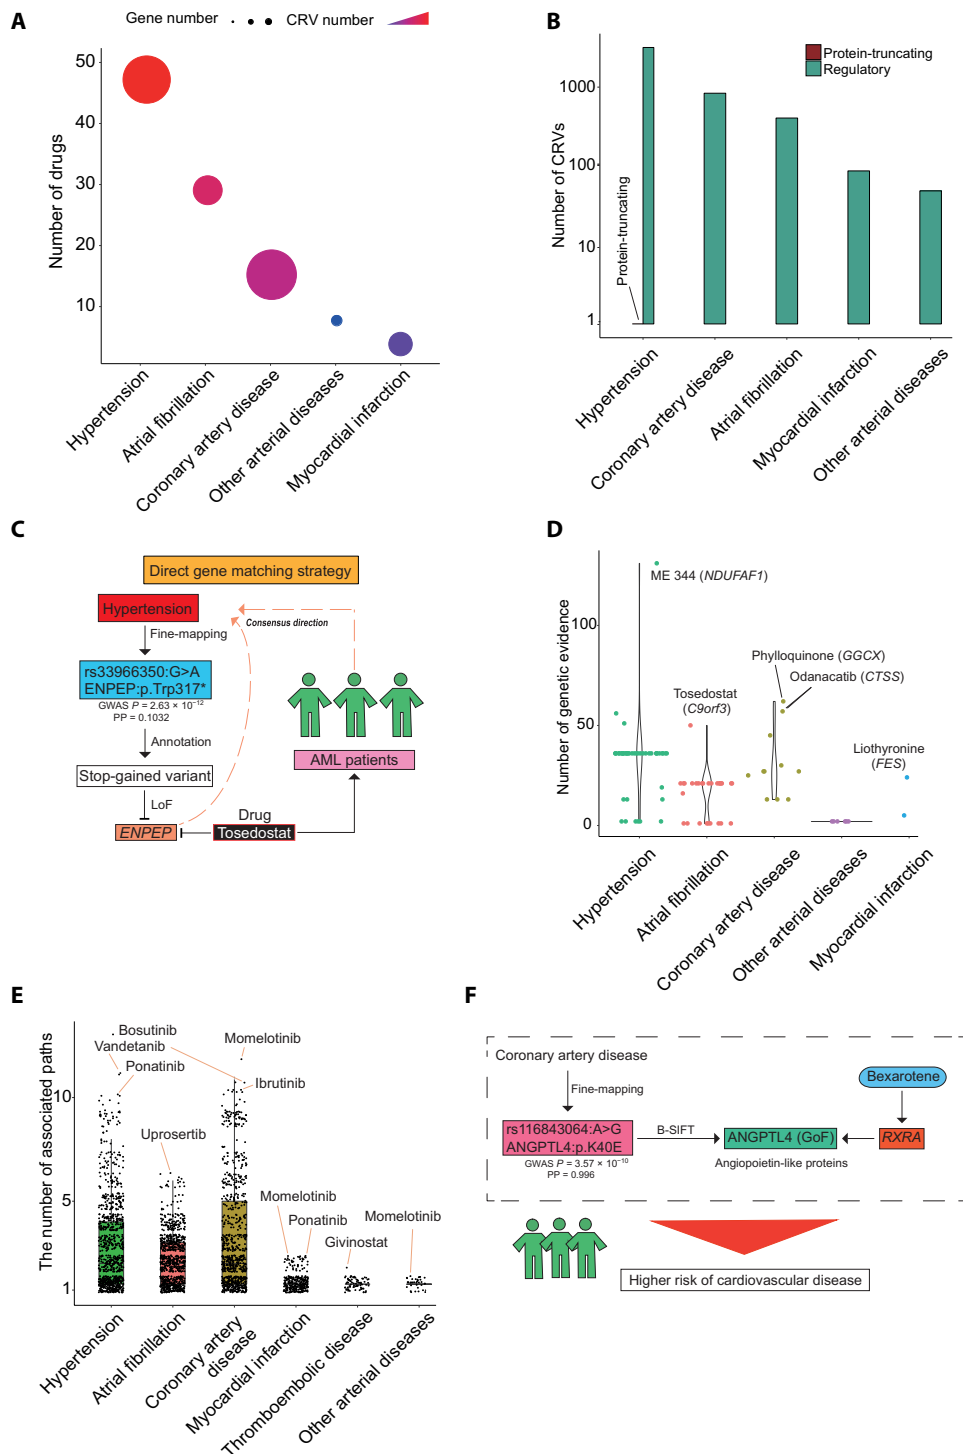 A
Gene number
CRV number
Number of drugs
50
30
20
10
Hypertension
Atrial fibrillation
Coronary artery disease
Other arterial diseases
Myocardial infarction
B
Protein-truncating
Regulatory
Number of CRVs
1000
100
10
1
Protein-truncating
Hypertension
Coronary artery disease
Atrial fibrillation
Myocardial infarction
Other arterial diseases
C
Direct gene matching strategy
Hypertension
Consensus direction
Fine-mapping
rs33966350:G>A
ENPEP:p.Trp317*
GWAS P = 2.63 × 10⁻¹²
PP = 0.1032
Annotation
AML patients
Stop-gained variant
LoF
Drug
ENPEP
Tosedostat
D
Number of genetic evidence
100
50
0
ME 344 (NDUFAF1)
Phylloquinone (GGCX)
Odanacatib (CTSS)
Tosedostat
(C9orf3)
Liothyronine
(FES)
Hypertension
Atrial fibrillation
Coronary artery disease
Other arterial diseases
Myocardial infarction
E
The number of associated paths
10
5
1
Bosutinib
Vandetanib
Ponatinib
Momelotinib
Ibrutinib
Uprosertib
Momelotinib
Ponatinib
Momelotinib
Givinostat
Hypertension
Atrial fibrillation
Coronary artery
disease
Myocardial infarction
Thromboembolic disease
Other arterial diseases
F
Coronary artery disease
Fine-mapping
Bexarotene
rs116843064:A>G
ANGPTL4:p.K40E
B-SIFT
ANGPTL4 (GoF)
RXRA
GWAS P = 3.57 × 10⁻¹⁰
PP = 0.996
Angiopoietin-like proteins
Higher risk of cardiovascular disease